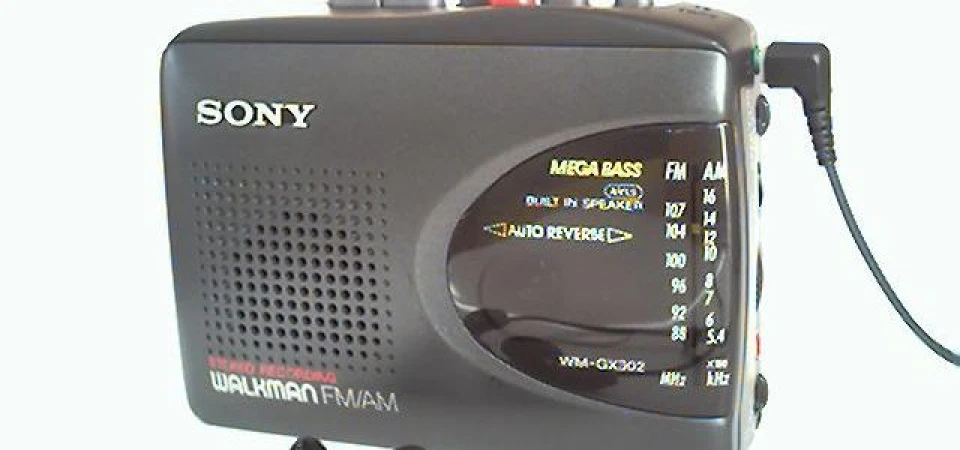 SONY
MEGA BASS
AVLS
BUILT IN SPEAKER
AUTO REVERSE
FM AM
16
107
14
104
12
10
100
96
8
7
92
6
88
5.4
WM-GX302
x100
MHz kHz
STEREO RECORDING
WALKMAN FM/AM